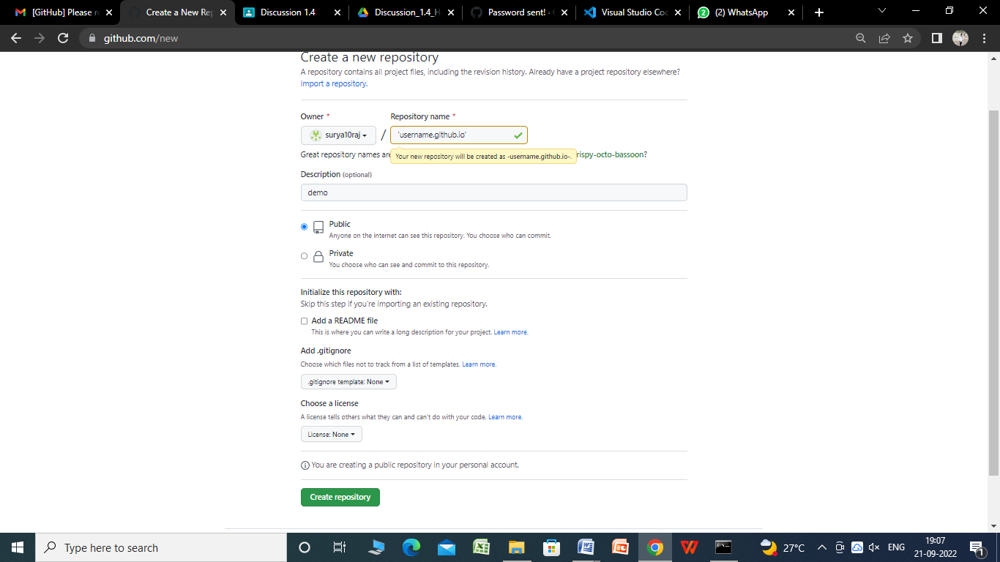 [GitHub] Please r
Create a New Rep
Discussion 1.4
Discussion_1.4_H
Password sent! ·
Visual Studio Co
(2) WhatsApp
github.com/new
Create a new repository
A repository contains all project files, including the revision history. Already have a project repository elsewhere?
Import a repository.
Owner * Repository name *
surya10raj / 'username.github.io'
Great repository names are rispy-octo-bassoon?
Your new repository will be created as -username.github.io-.
Description (optional)
demo
Public
Anyone on the internet can see this repository. You choose who can commit.
Private
You choose who can see and commit to this repository.
Initialize this repository with:
Skip this step if you're importing an existing repository.
Add a README file
This is where you can write a long description for your project. Learn more.
Add .gitignore
Choose which files not to track from a list of templates. Learn more.
.gitignore template: None
Choose a license
A license tells others what they can and can't do with your code. Learn more.
License: None
You are creating a public repository in your personal account.
Create repository
Type here to search
27°C
ENG
19:07
21-09-2022
1